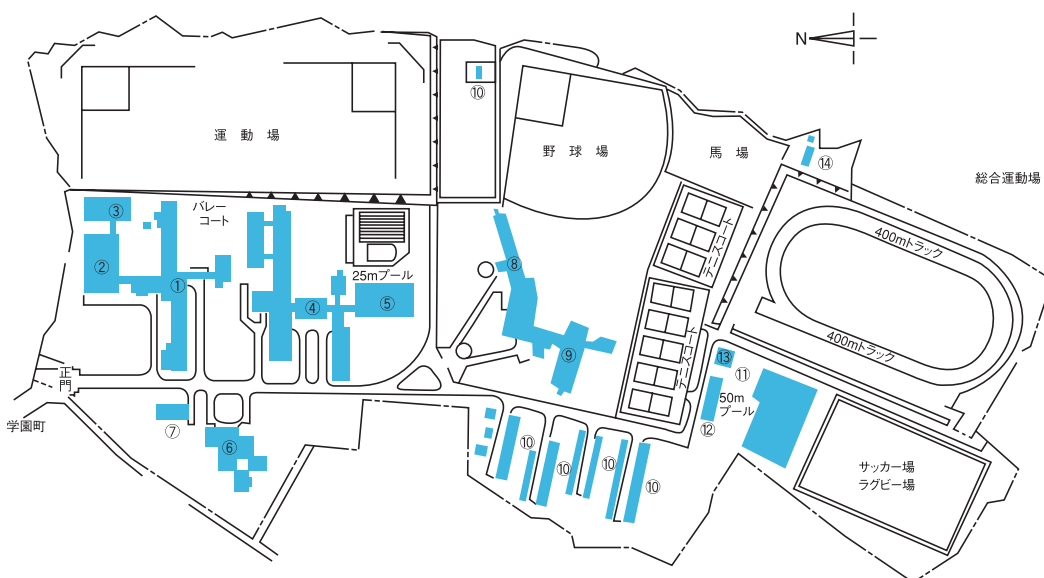 N
⑩
運動場
野球場
馬場
⑭
総合運動場
③
バレー
コート
テニスコート
400mトラック
②
①
25mプール
⑧
④
⑤
400mトラック
テニスコート
⑨
⑬
⑪
正門
50m
プール
学園町
⑦
⑥
⑫
⑩
⑩
⑩
⑩
サッカー場
ラグビー場